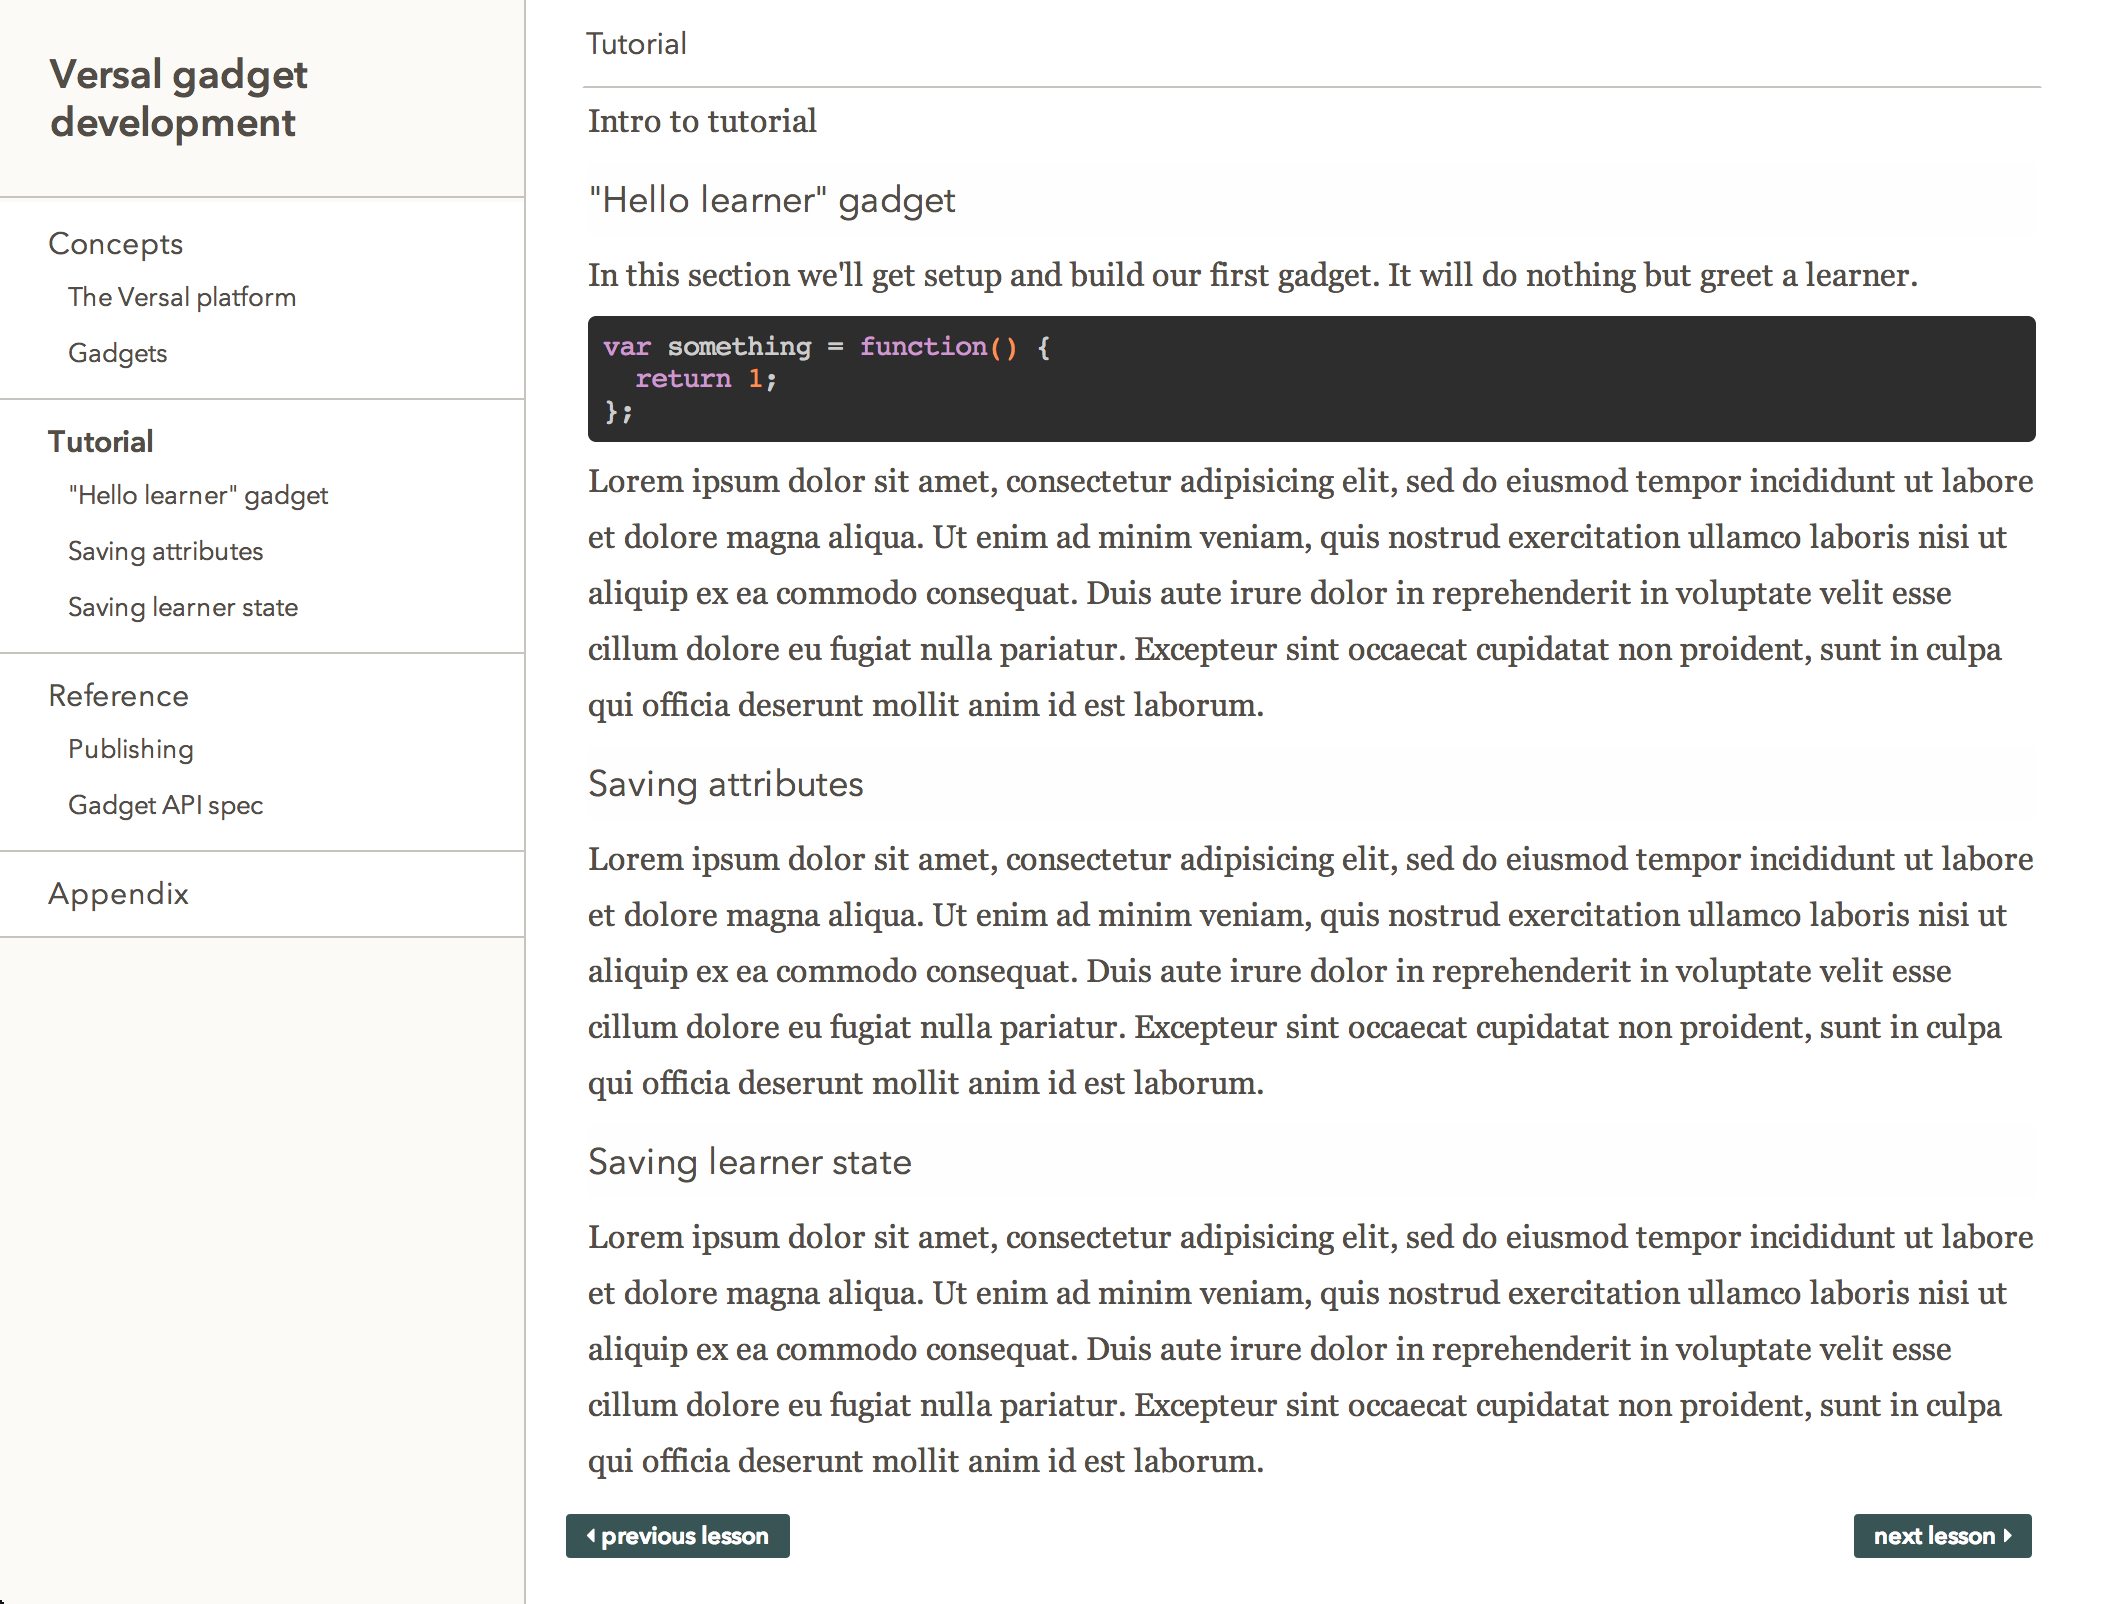 Versal gadget
development
Concepts
The Versal platform
Gadgets
Tutorial
"Hello learner" gadget
Saving attributes
Saving learner state
Reference
Publishing
Gadget API spec
Appendix
Tutorial
Intro to tutorial
"Hello learner" gadget
In this section we'll get setup and build our first gadget. It will do nothing but greet a learner.
var something = function() {
  return 1;
};
Lorem ipsum dolor sit amet, consectetur adipisicing elit, sed do eiusmod tempor incididunt ut labore
et dolore magna aliqua. Ut enim ad minim veniam, quis nostrud exercitation ullamco laboris nisi ut
aliquip ex ea commodo consequat. Duis aute irure dolor in reprehenderit in voluptate velit esse
cillum dolore eu fugiat nulla pariatur. Excepteur sint occaecat cupidatat non proident, sunt in culpa
qui officia deserunt mollit anim id est laborum.
Saving attributes
Lorem ipsum dolor sit amet, consectetur adipisicing elit, sed do eiusmod tempor incididunt ut labore
et dolore magna aliqua. Ut enim ad minim veniam, quis nostrud exercitation ullamco laboris nisi ut
aliquip ex ea commodo consequat. Duis aute irure dolor in reprehenderit in voluptate velit esse
cillum dolore eu fugiat nulla pariatur. Excepteur sint occaecat cupidatat non proident, sunt in culpa
qui officia deserunt mollit anim id est laborum.
Saving learner state
Lorem ipsum dolor sit amet, consectetur adipisicing elit, sed do eiusmod tempor incididunt ut labore
et dolore magna aliqua. Ut enim ad minim veniam, quis nostrud exercitation ullamco laboris nisi ut
aliquip ex ea commodo consequat. Duis aute irure dolor in reprehenderit in voluptate velit esse
cillum dolore eu fugiat nulla pariatur. Excepteur sint occaecat cupidatat non proident, sunt in culpa
qui officia deserunt mollit anim id est laborum.
previous lesson
next lesson